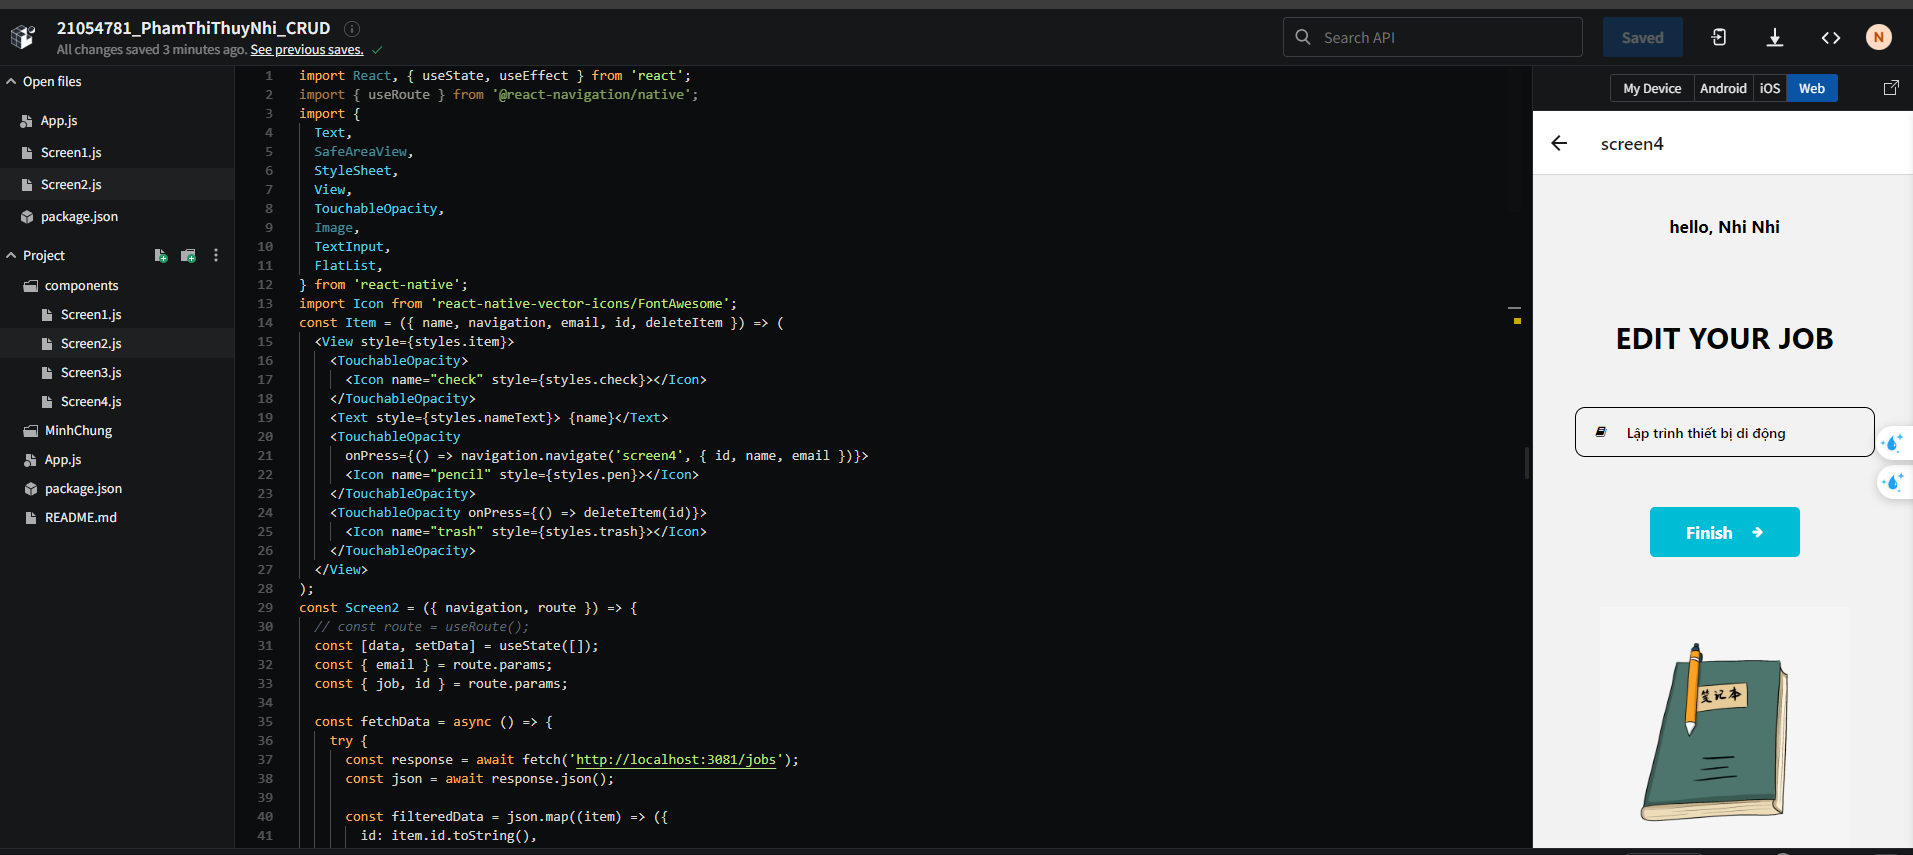 21054781_PhamThiThuyNhi_CRUD
All changes saved 3 minutes ago. See previous saves.
Search API
Saved
N
Open files
App.js
Screen1.js
Screen2.js
package.json
Project
components
Screen1.js
Screen2.js
Screen3.js
Screen4.js
MinhChung
App.js
package.json
README.md
1 import React, { useState, useEffect } from 'react';
2 import { useRoute } from '@react-navigation/native';
3 import {
4 Text,
5 SafeAreaView,
6 StyleSheet,
7 View,
8 TouchableOpacity,
9 Image,
10 TextInput,
11 FlatList,
12 } from 'react-native';
13 import Icon from 'react-native-vector-icons/FontAwesome';
14 const Item = ({ name, navigation, email, id, deleteItem }) => (
15 <View style={styles.item}>
16 <TouchableOpacity>
17 <Icon name="check" style={styles.check}></Icon>
18 </TouchableOpacity>
19 <Text style={styles.nameText}> {name}</Text>
20 <TouchableOpacity
21 onPress={() => navigation.navigate('screen4', { id, name, email })}>
22 <Icon name="pencil" style={styles.pen}></Icon>
23 </TouchableOpacity>
24 <TouchableOpacity onPress={() => deleteItem(id)}>
25 <Icon name="trash" style={styles.trash}></Icon>
26 </TouchableOpacity>
27 </View>
28 );
29 const Screen2 = ({ navigation, route }) => {
30 // const route = useRoute();
31 const [data, setData] = useState([]);
32 const { email } = route.params;
33 const { job, id } = route.params;
34
35 const fetchData = async () => {
36 try {
37 const response = await fetch('http://localhost:3081/jobs');
38 const json = await response.json();
39
40 const filteredData = json.map((item) => ({
41 id: item.id.toString(),
My Device
Android
iOS
Web
screen4
hello, Nhi Nhi
EDIT YOUR JOB
Lập trình thiết bị di động
Finish
笔记本